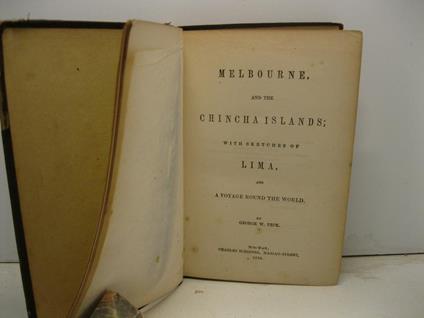 MELBOURNE,
AND THE
CHINCHA ISLANDS;
WITH SKETCHES OF
LIMA,
AND
A VOYAGE ROUND THE WORLD.
BY
GEORGE W. PECK.
New-York,
CHARLES SCRIBNER, NASSAU-STREET,